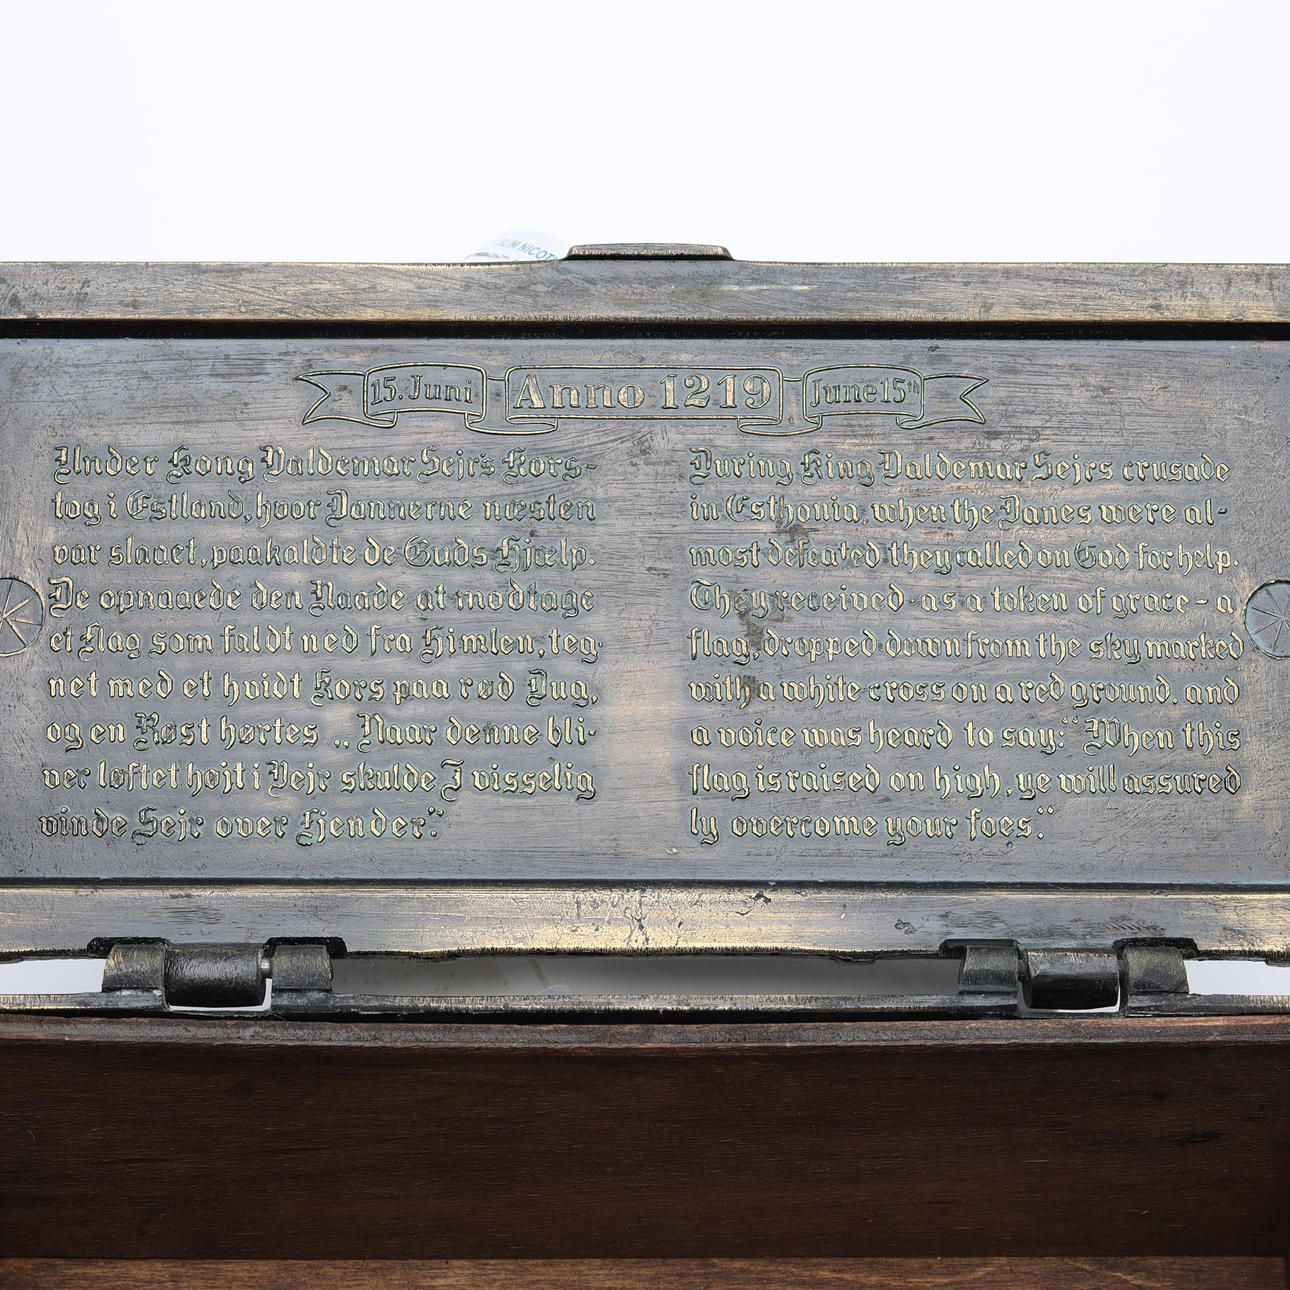 SLIM NICOT
15. Juni Anno 1219 June 15th
Under Kong Valdemar Sejr's Kors-
tog i Estland, hvor Dannerne næsten
var slaaet, paakaldte de Guds Hjælp.
De opnaaede den Naade at modtage
et Flag som faldt ned fra Himlen, teg-
net med et hvidt Kors paa rød Dug,
og en Røst hørtes „Naar denne bli-
ver løftet højt i Vejr skulde I visselig
vinde Sejr over Fjender.“
During King Valdemar Sejrs crusade
in Esthonia, when the Danes were al-
most defeated they called on God for help.
They received - as a token of grace - a
flag, dropped down from the sky marked
with a white cross on a red ground. and
a voice was heard to say: “When this
flag is raised on high, ye will assured
ly overcome your foes.“